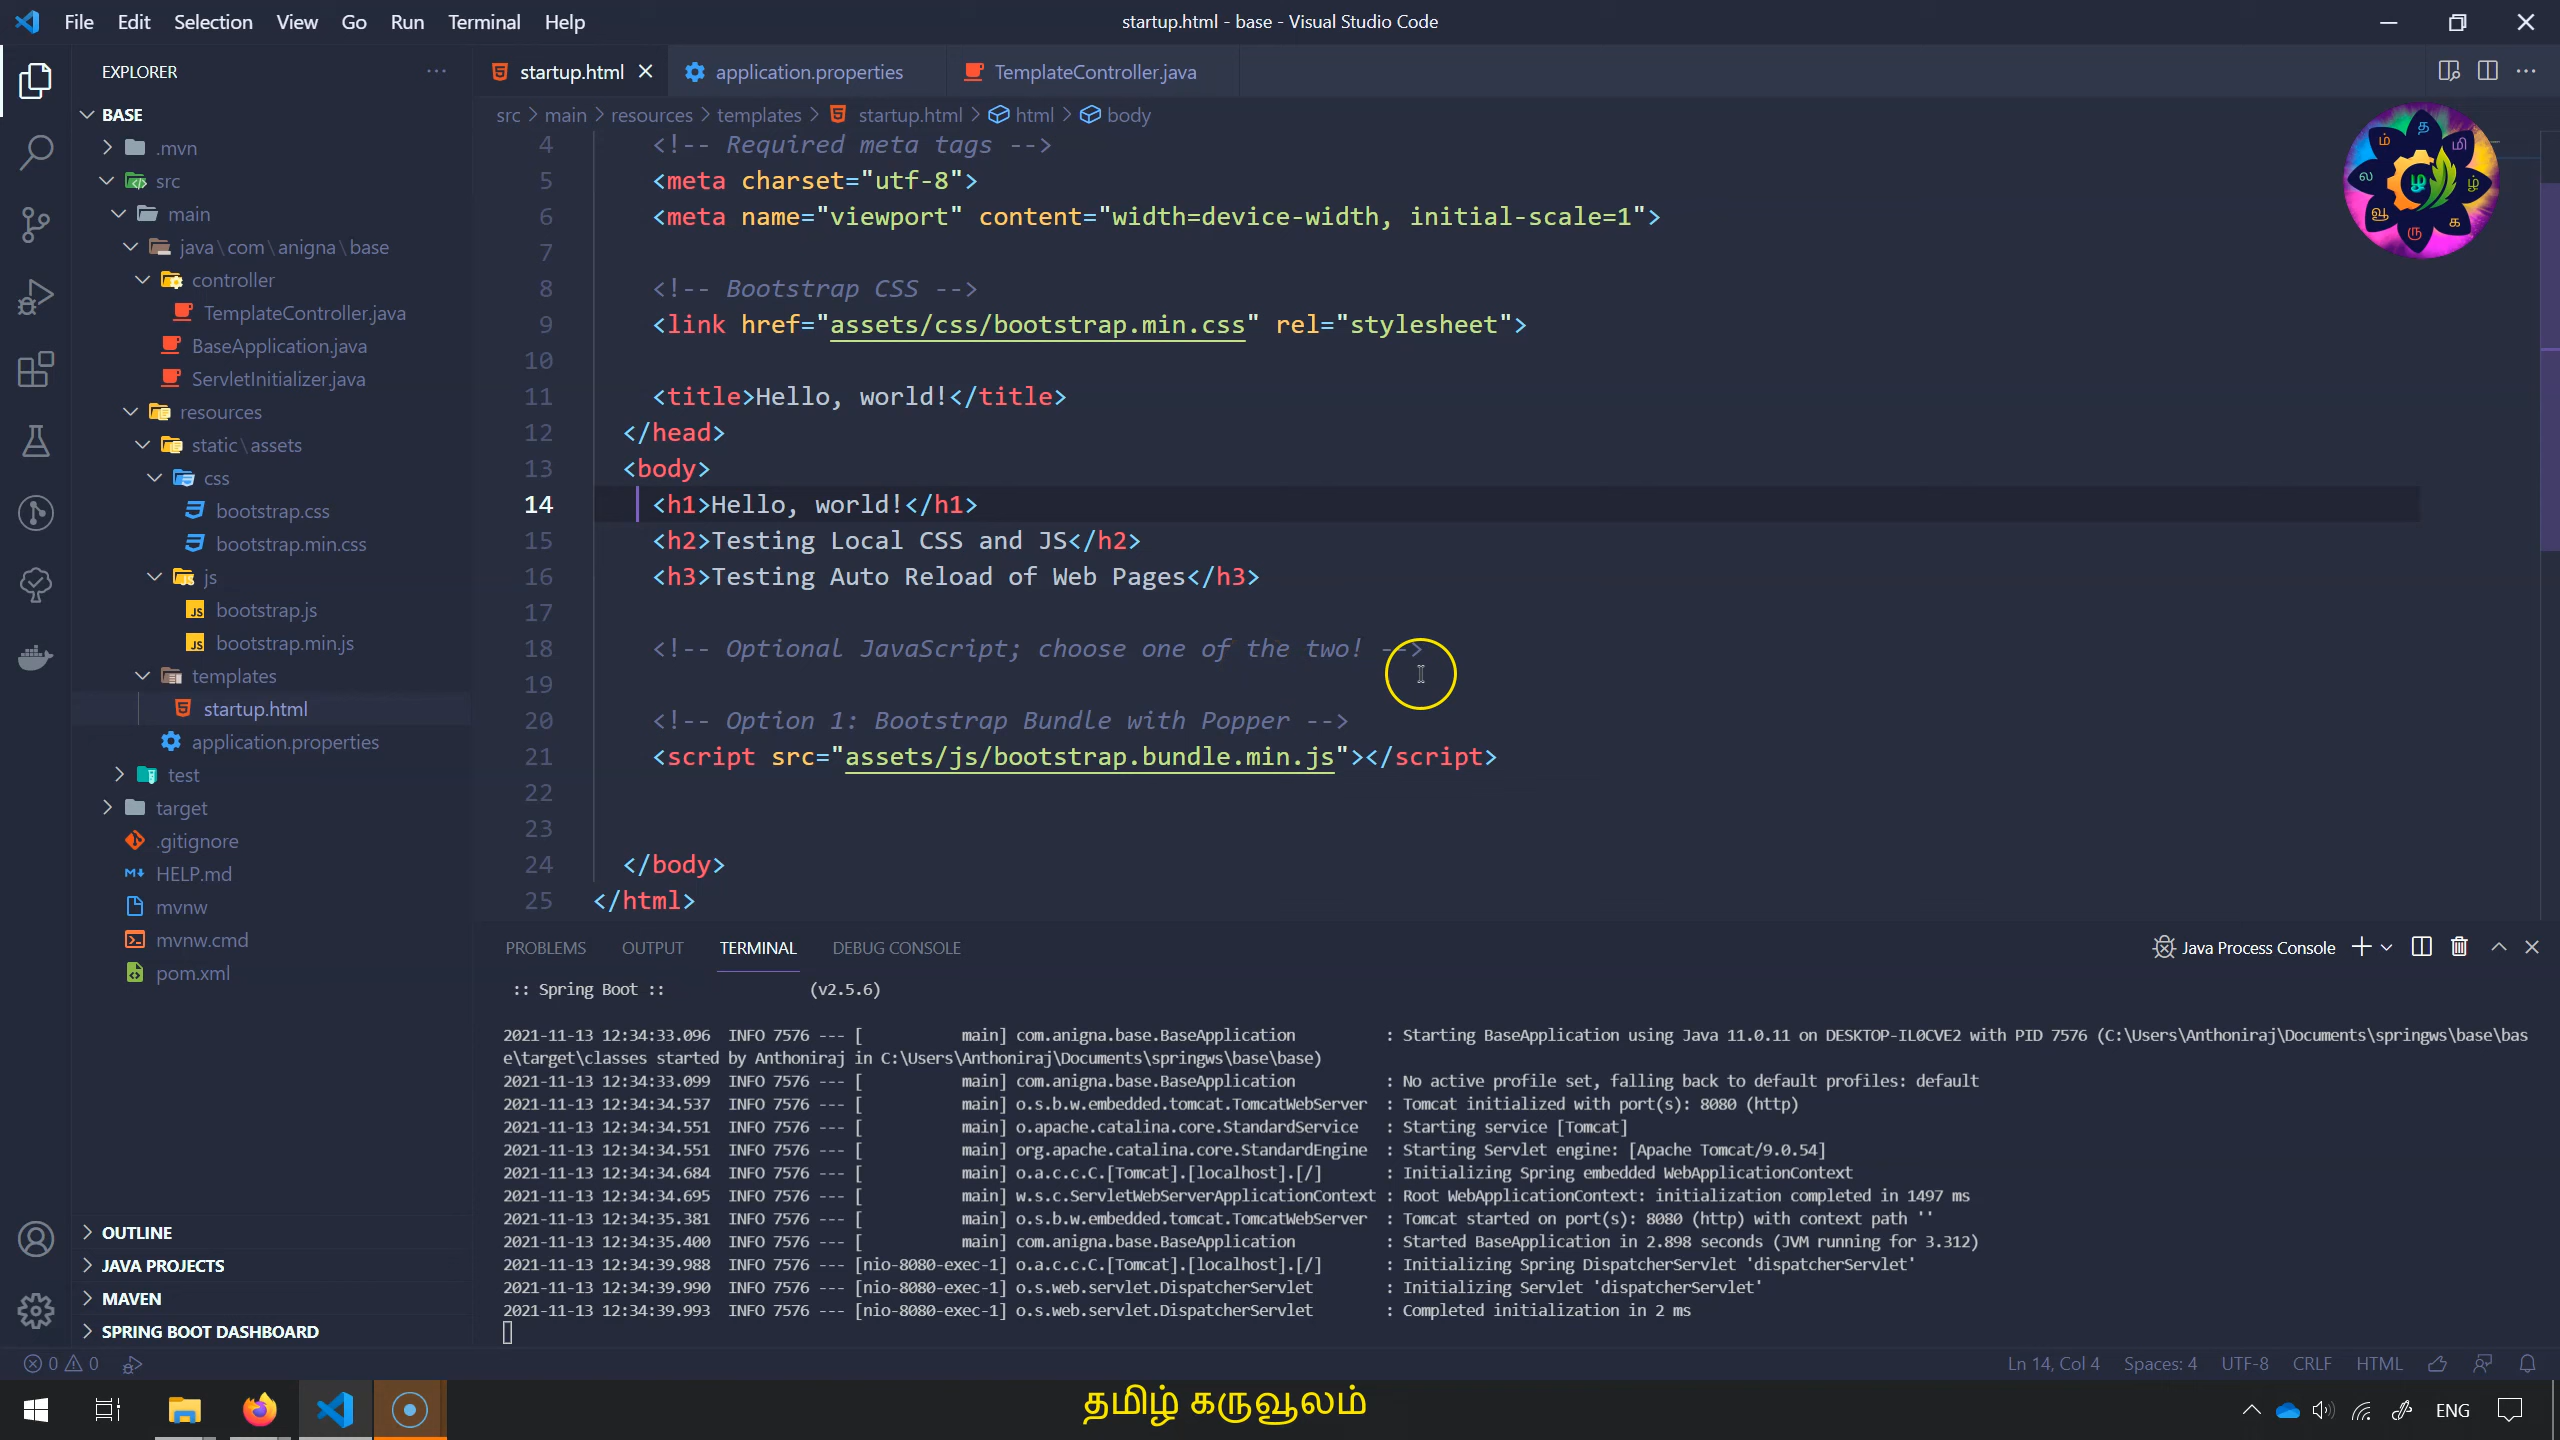 File Edit Selection View Go Run Terminal Help
startup.html - base - Visual Studio Code
EXPLORER
BASE
.mvn
src
main
java\com\anigna\base
controller
TemplateController.java
BaseApplication.java
ServletInitializer.java
resources
static\assets
css
bootstrap.css
bootstrap.min.css
js
bootstrap.js
bootstrap.min.js
templates
startup.html
application.properties
test
target
.gitignore
HELP.md
mvnw
mvnw.cmd
pom.xml
OUTLINE
JAVA PROJECTS
MAVEN
SPRING BOOT DASHBOARD
startup.html application.properties TemplateController.java
src > main > resources > templates > startup.html > html > body
4 <!-- Required meta tags -->
5 <meta charset="utf-8">
6 <meta name="viewport" content="width=device-width, initial-scale=1">
7
8 <!-- Bootstrap CSS -->
9 <link href="assets/css/bootstrap.min.css" rel="stylesheet">
10
11 <title>Hello, world!</title>
12 </head>
13 <body>
14 <h1>Hello, world!</h1>
15 <h2>Testing Local CSS and JS</h2>
16 <h3>Testing Auto Reload of Web Pages</h3>
17
18 <!-- Optional JavaScript; choose one of the two! -->
19
20 <!-- Option 1: Bootstrap Bundle with Popper -->
21 <script src="assets/js/bootstrap.bundle.min.js"></script>
22
23
24 </body>
25 </html>
த
மி
ழ்
க
ரு
வூ
ல
ம்
ழ
PROBLEMS OUTPUT TERMINAL DEBUG CONSOLE
Java Process Console
:: Spring Boot :: (v2.5.6)
2021-11-13 12:34:33.096 INFO 7576 --- [ main] com.anigna.base.BaseApplication : Starting BaseApplication using Java 11.0.11 on DESKTOP-IL0CVE2 with PID 7576 (C:\Users\Anthoniraj\Documents\springws\base\bas
e\target\classes started by Anthoniraj in C:\Users\Anthoniraj\Documents\springws\base\base)
2021-11-13 12:34:33.099 INFO 7576 --- [ main] com.anigna.base.BaseApplication : No active profile set, falling back to default profiles: default
2021-11-13 12:34:34.537 INFO 7576 --- [ main] o.s.b.w.embedded.tomcat.TomcatWebServer : Tomcat initialized with port(s): 8080 (http)
2021-11-13 12:34:34.551 INFO 7576 --- [ main] o.apache.catalina.core.StandardService : Starting service [Tomcat]
2021-11-13 12:34:34.551 INFO 7576 --- [ main] org.apache.catalina.core.StandardEngine : Starting Servlet engine: [Apache Tomcat/9.0.54]
2021-11-13 12:34:34.684 INFO 7576 --- [ main] o.a.c.c.C.[Tomcat].[localhost].[/] : Initializing Spring embedded WebApplicationContext
2021-11-13 12:34:34.695 INFO 7576 --- [ main] w.s.c.ServletWebServerApplicationContext : Root WebApplicationContext: initialization completed in 1497 ms
2021-11-13 12:34:35.381 INFO 7576 --- [ main] o.s.b.w.embedded.tomcat.TomcatWebServer : Tomcat started on port(s): 8080 (http) with context path ''
2021-11-13 12:34:35.400 INFO 7576 --- [ main] com.anigna.base.BaseApplication : Started BaseApplication in 2.898 seconds (JVM running for 3.312)
2021-11-13 12:34:39.988 INFO 7576 --- [nio-8080-exec-1] o.a.c.c.C.[Tomcat].[localhost].[/] : Initializing Spring DispatcherServlet 'dispatcherServlet'
2021-11-13 12:34:39.990 INFO 7576 --- [nio-8080-exec-1] o.s.web.servlet.DispatcherServlet : Initializing Servlet 'dispatcherServlet'
2021-11-13 12:34:39.993 INFO 7576 --- [nio-8080-exec-1] o.s.web.servlet.DispatcherServlet : Completed initialization in 2 ms
0 0
Ln 14, Col 4 Spaces: 4 UTF-8 CRLF HTML
தமிழ் கருவூலம்
ENG